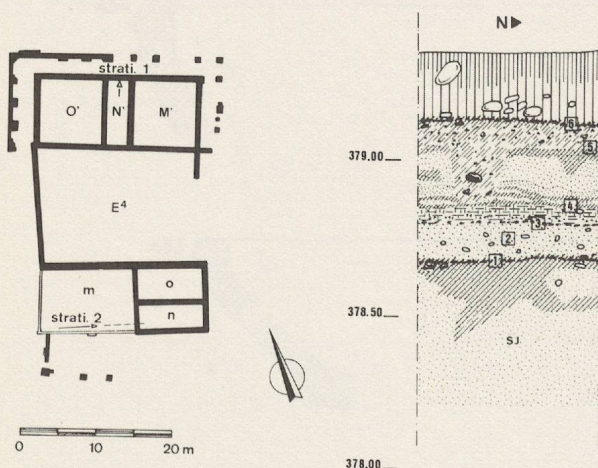 strati. 1
O'
N'
M'
E⁴
m
o
n
strati. 2
0
10
20 m
N
379.00
378.50
378.00
6
5
4
3
2
1
SJ